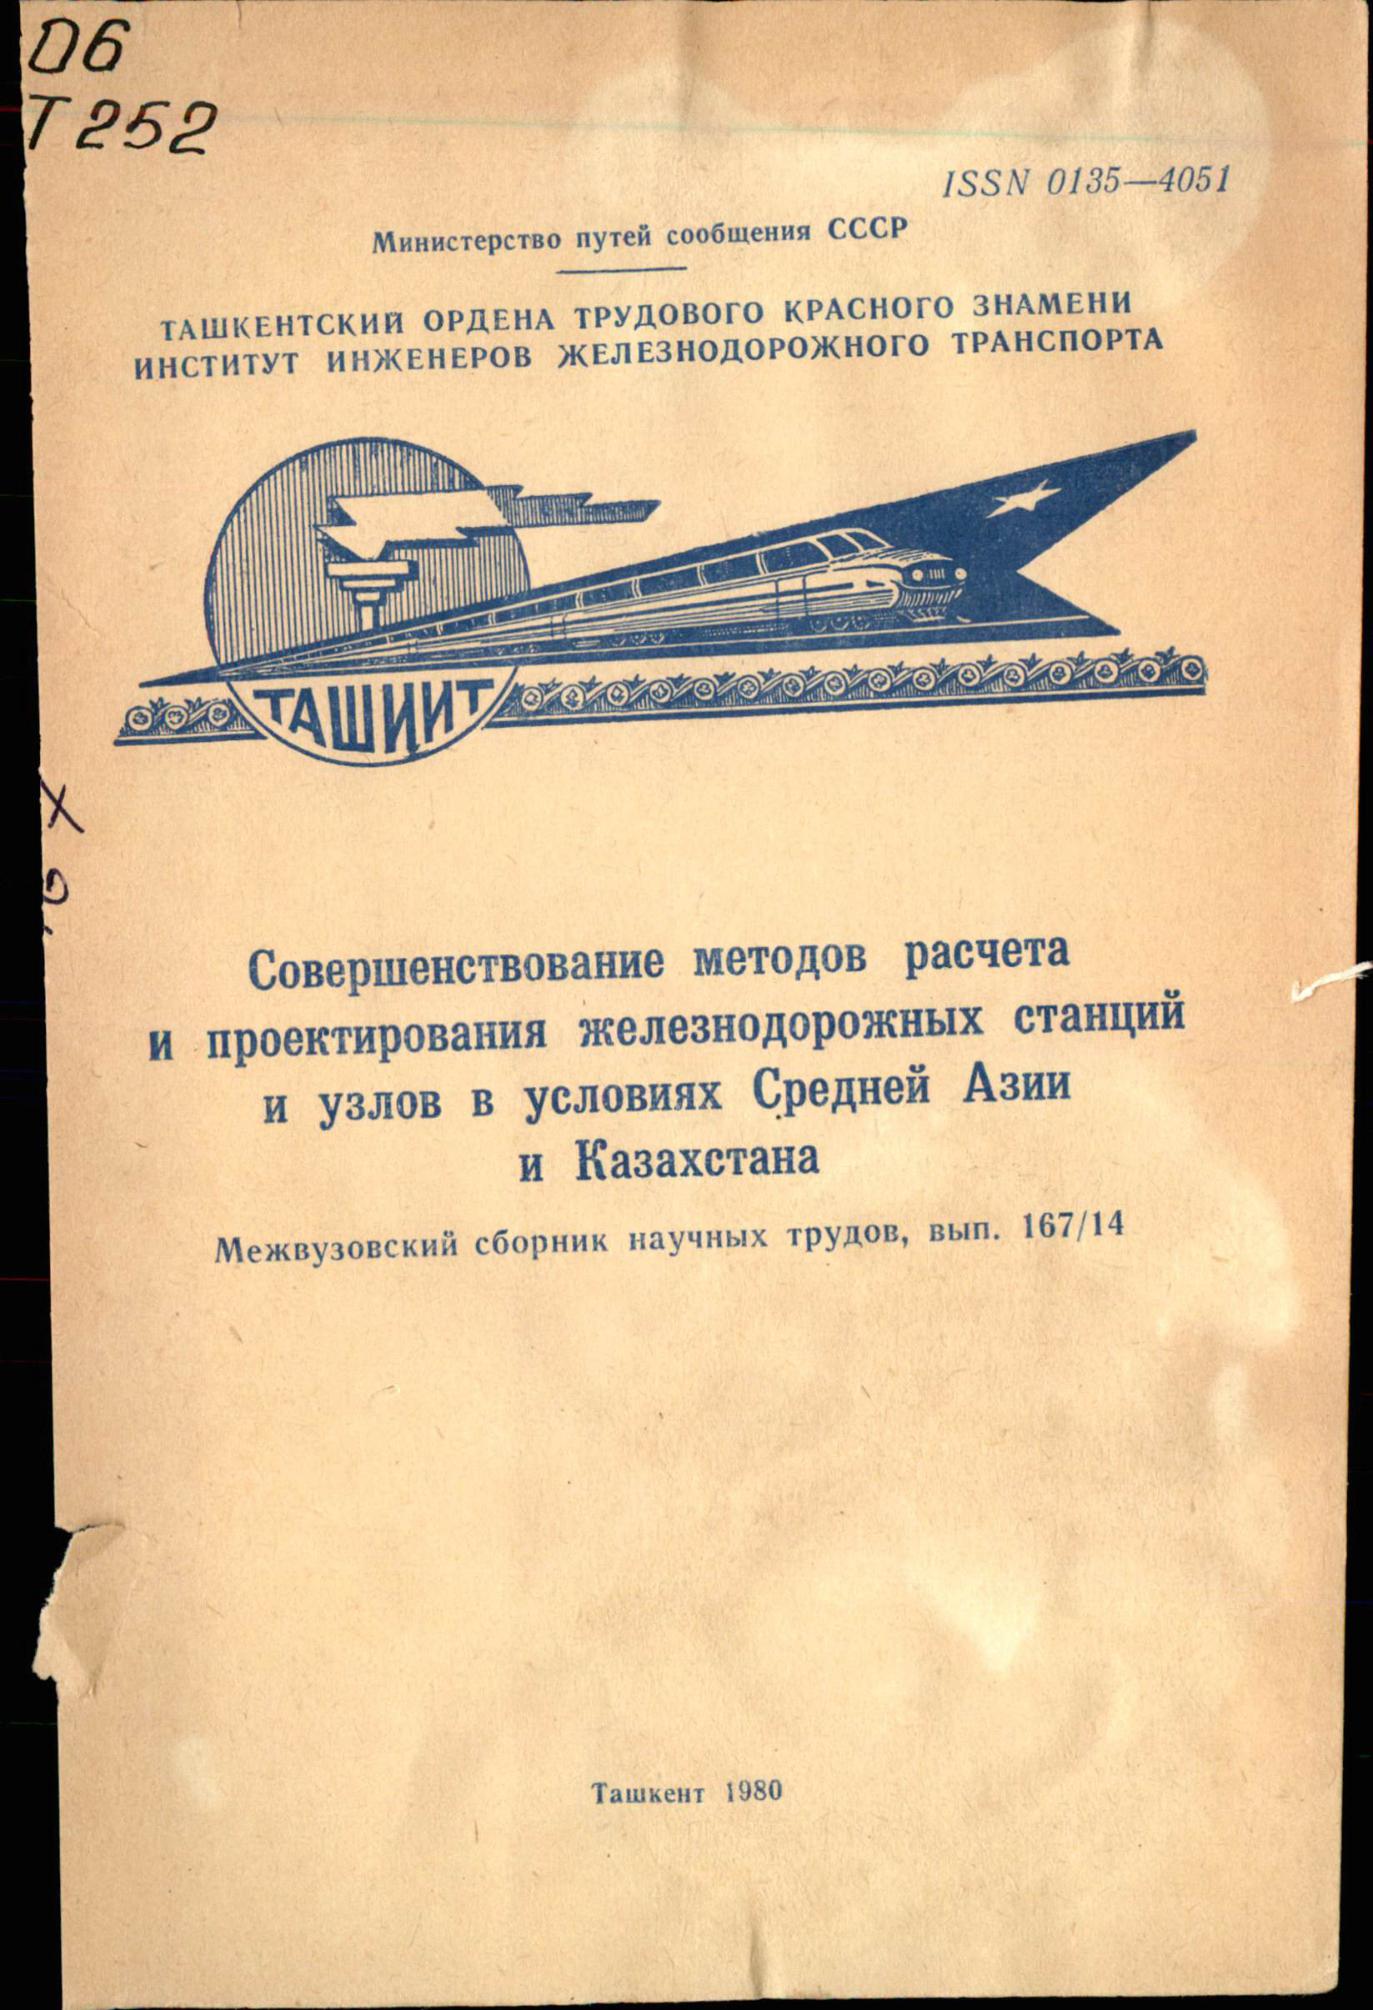 06
Т252
ISSN 0135—4051
Министерство путей сообщения СССР
ТАШКЕНТСКИЙ ОРДЕНА ТРУДОВОГО КРАСНОГО ЗНАМЕНИ
ИНСТИТУТ ИНЖЕНЕРОВ ЖЕЛЕЗНОДОРОЖНОГО ТРАНСПОРТА
ТАШИИТ
Совершенствование методов расчета
и проектирования железнодорожных станций
и узлов в условиях Средней Азии
и Казахстана
Межвузовский сборник научных трудов, вып. 167/14
Ташкент 1980